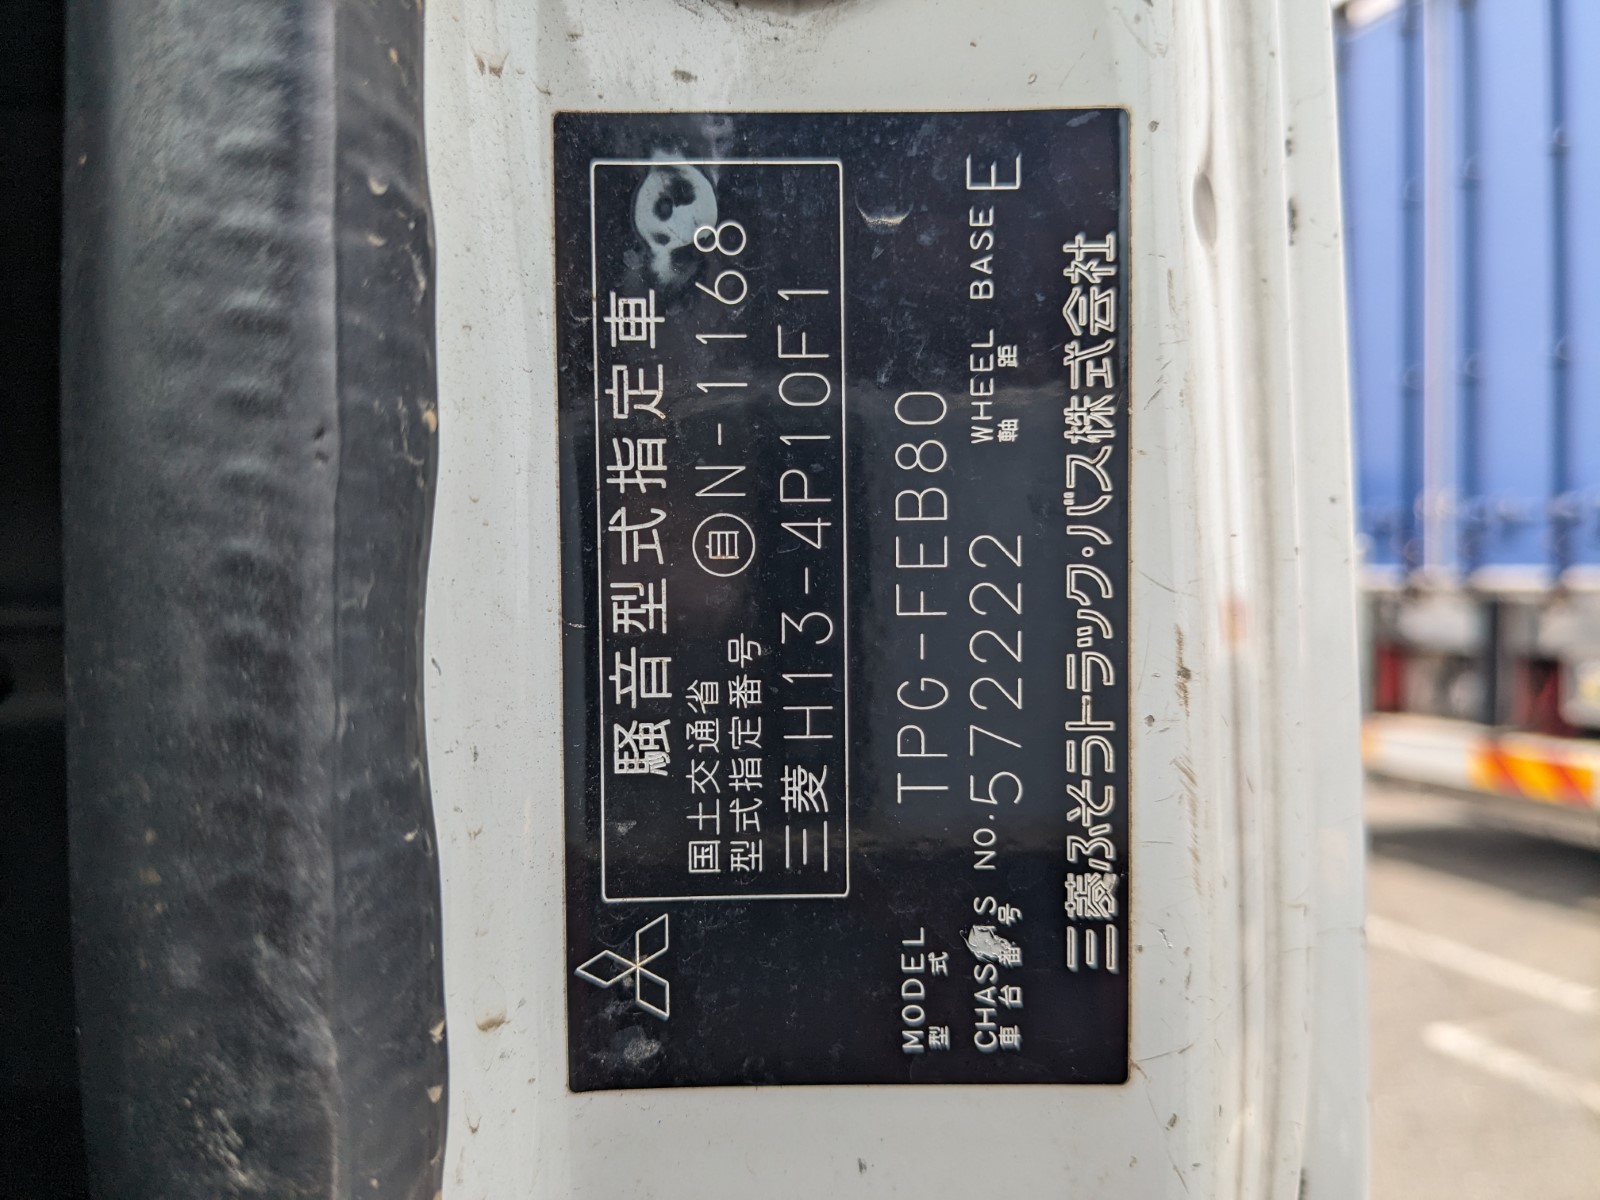 騒音型式指定車
国土交通省
型式指定番号
自 N-1168
三菱 H13-4P10F1
MODEL TPG-FEB80
型式
CHASSIS NO. 572222 WHEEL BASE E
車台番号 軸距
三菱ふそうトラック・バス株式会社